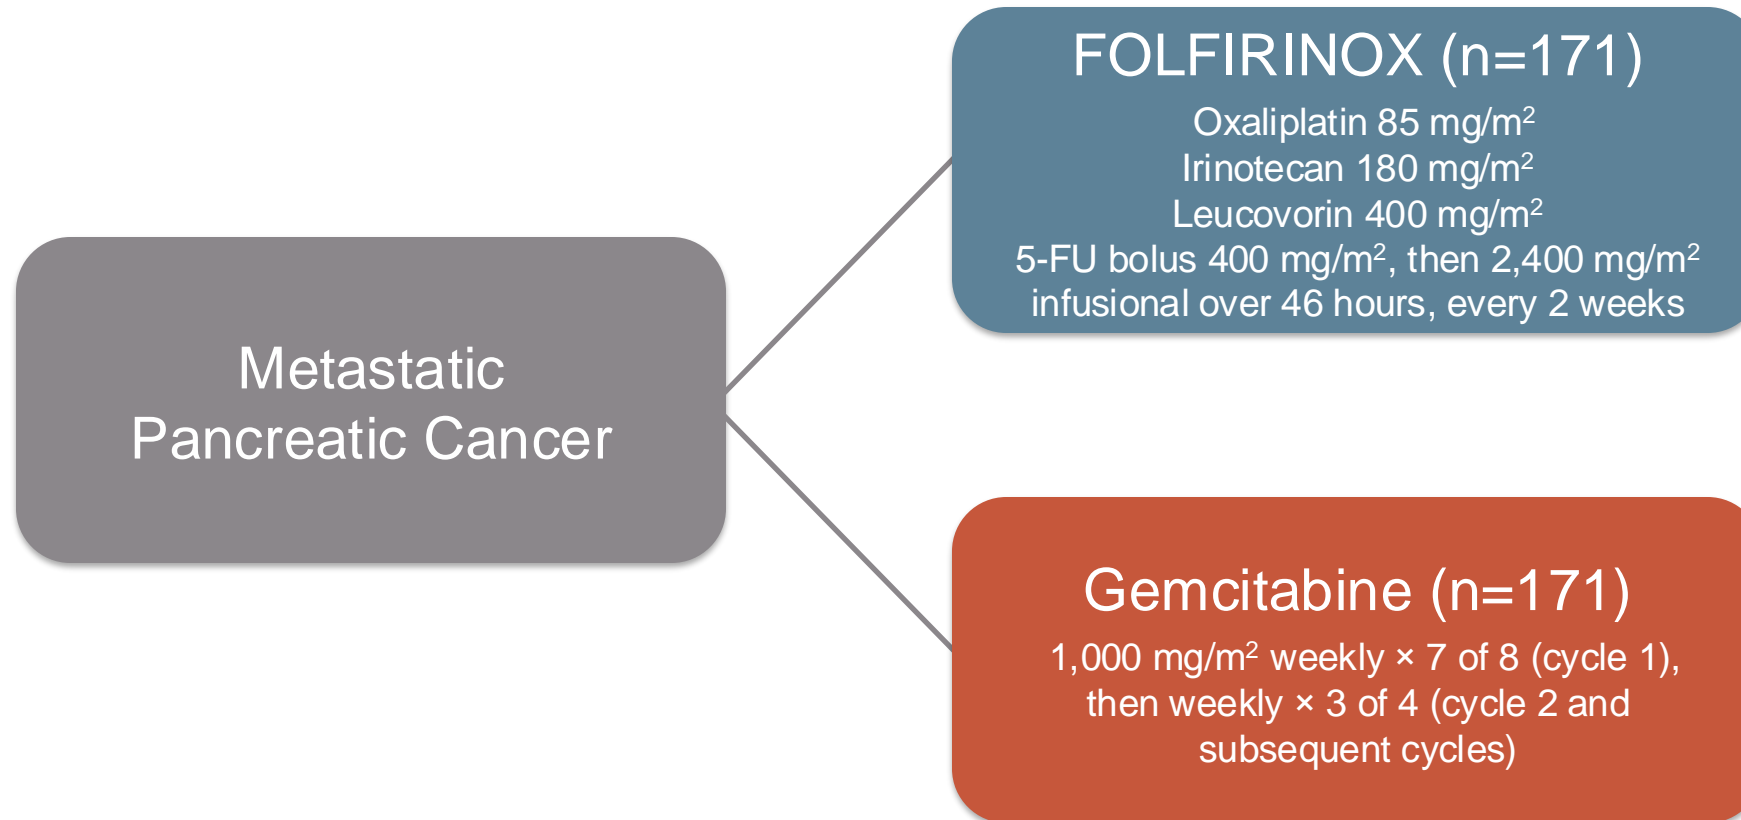 Metastatic
Pancreatic Cancer
FOLFIRINOX (n=171)
Oxaliplatin 85 mg/m²
Irinotecan 180 mg/m²
Leucovorin 400 mg/m²
5-FU bolus 400 mg/m², then 2,400 mg/m²
infusional over 46 hours, every 2 weeks
Gemcitabine (n=171)
1,000 mg/m² weekly × 7 of 8 (cycle 1),
then weekly × 3 of 4 (cycle 2 and
subsequent cycles)